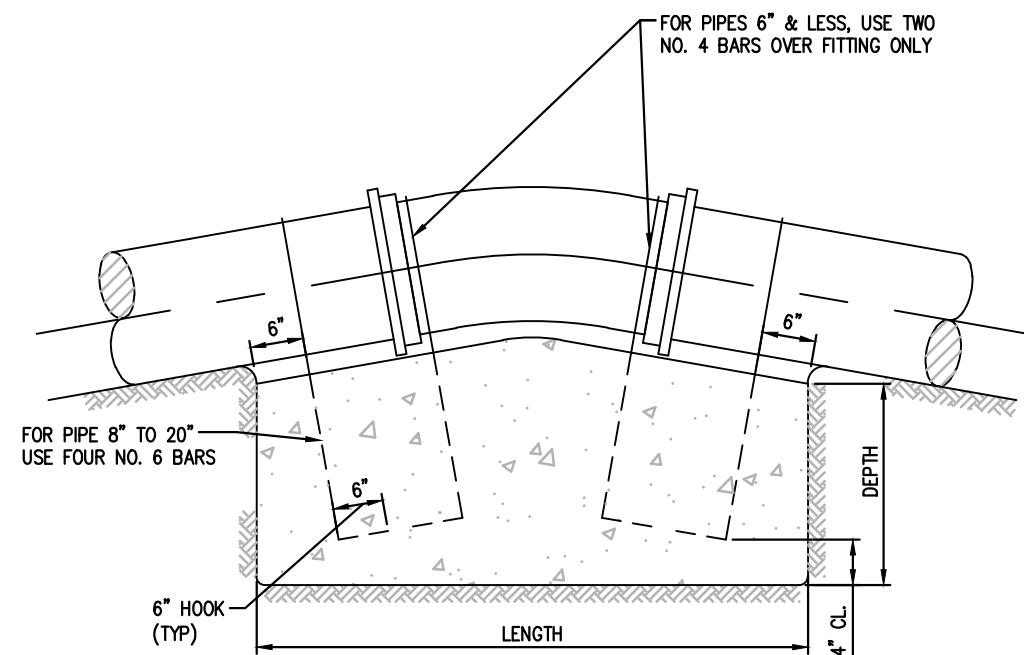 FOR PIPES 6" & LESS, USE TWO
NO. 4 BARS OVER FITTING ONLY
6"
6"
FOR PIPE 8" TO 20"
USE FOUR NO. 6 BARS
6"
DEPTH
6" HOOK
(TYP)
LENGTH
4" CL.